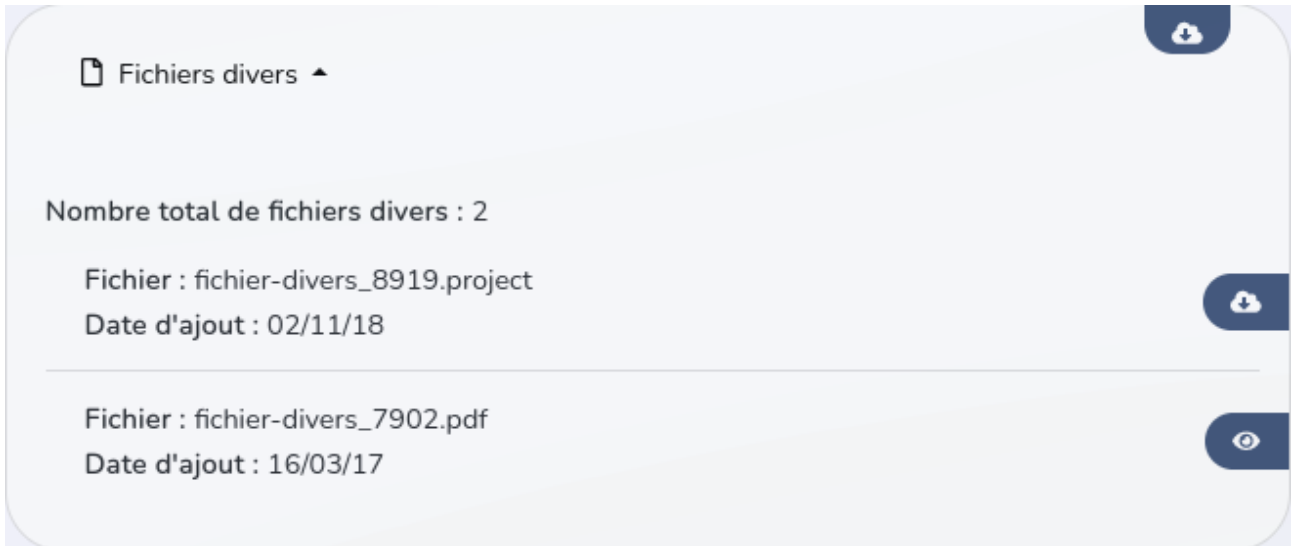 Fichiers divers
Nombre total de fichiers divers : 2
Fichier : fichier-divers_8919.project
Date d'ajout : 02/11/18
Fichier : fichier-divers_7902.pdf
Date d'ajout : 16/03/17